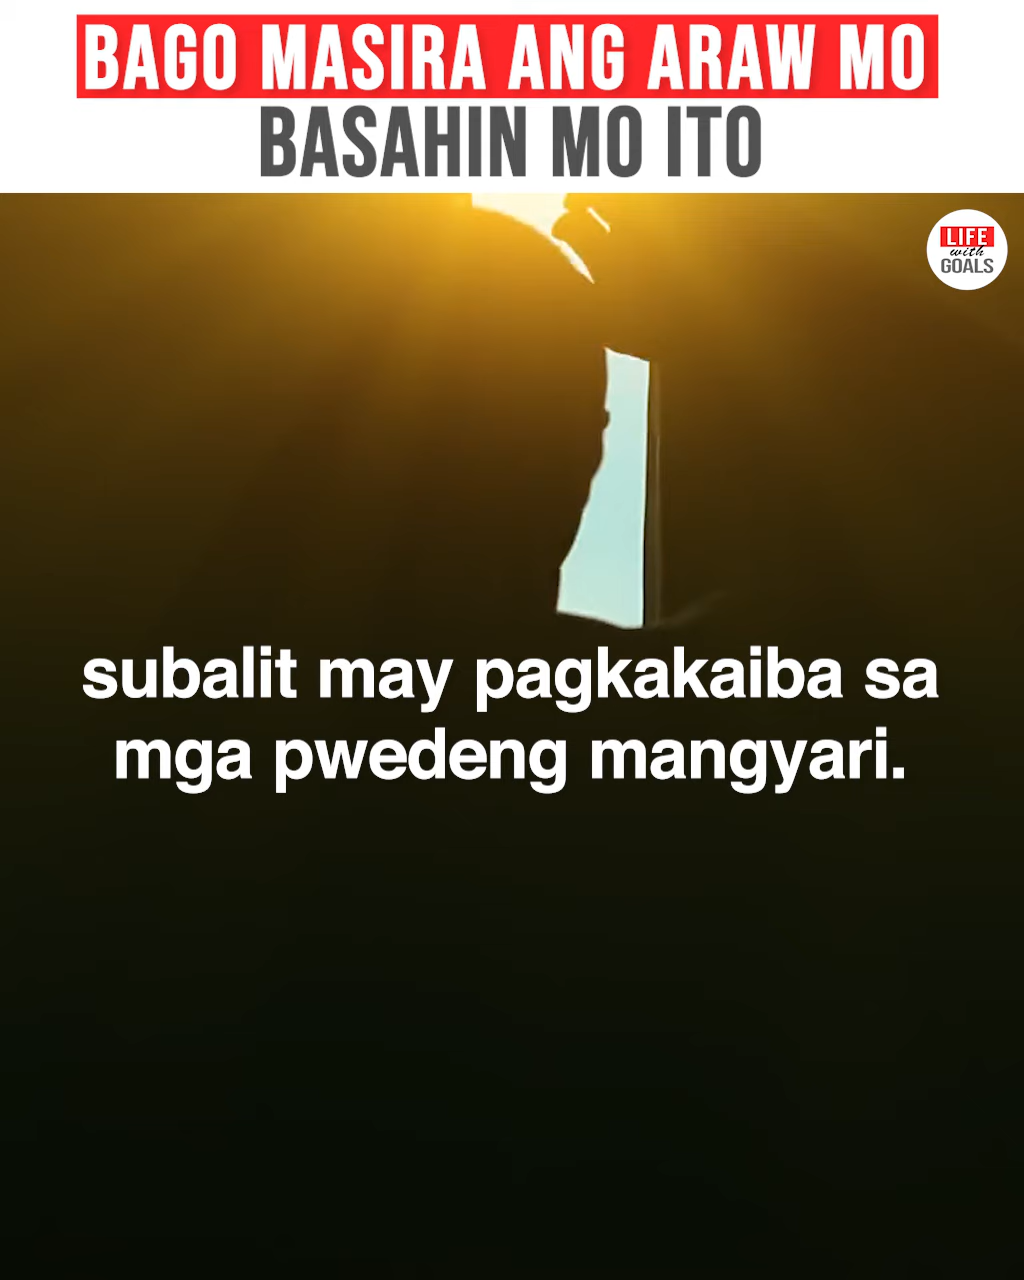 BAGO MASIRA ANG ARAW MO
BASAHIN MO ITO
LIFE
with
GOALS
subalit may pagkakaiba sa
mga pwedeng mangyari.